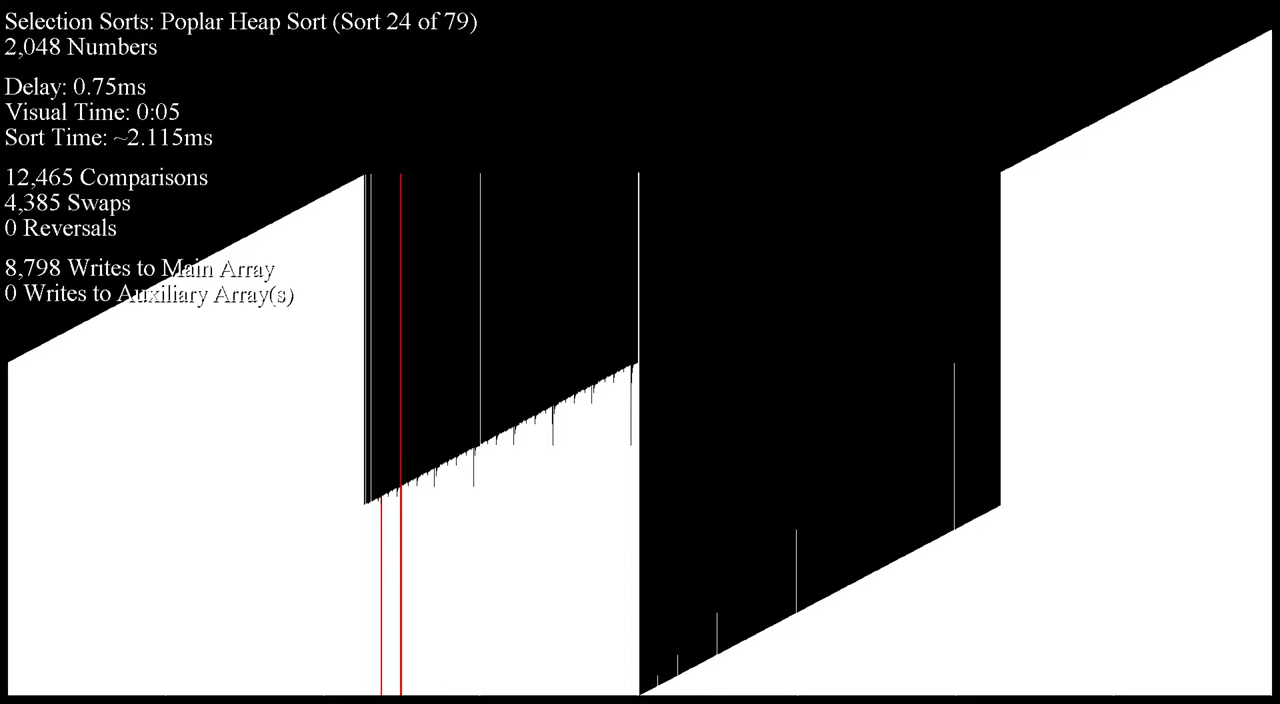 Selection Sorts: Poplar Heap Sort (Sort 24 of 79)
2,048 Numbers
Delay: 0.75ms
Visual Time: 0:05
Sort Time: ~2.115ms
12,465 Comparisons
4,385 Swaps
0 Reversals
8,798 Writes to Main Array
0 Writes to Auxiliary Array(s)